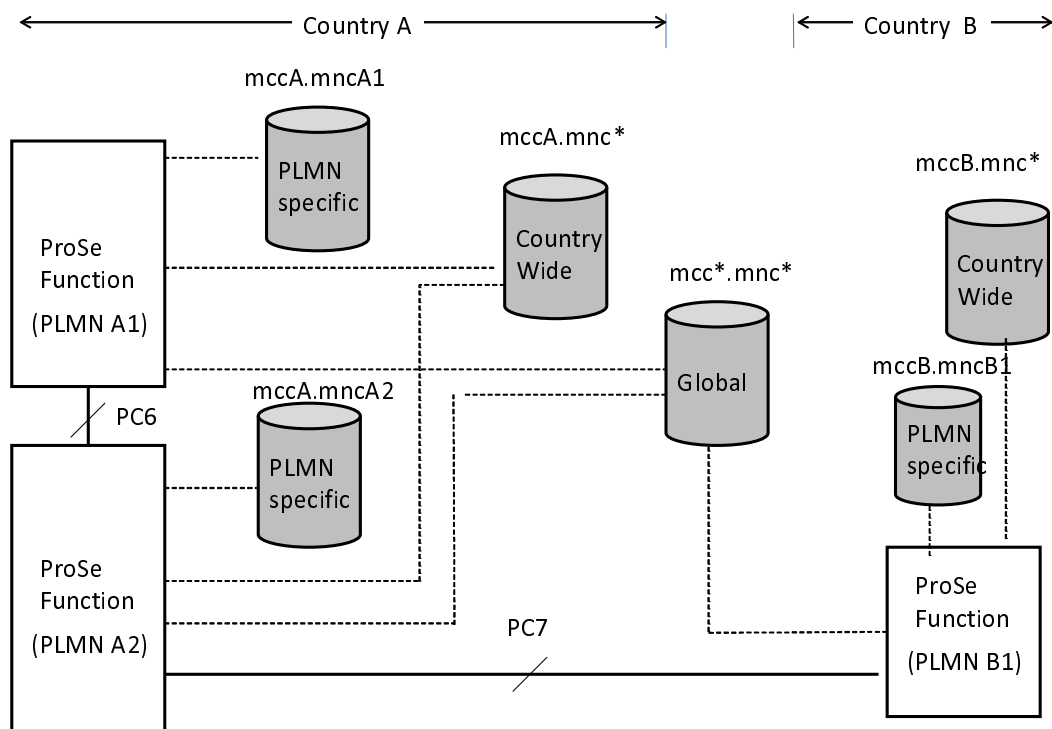 Country A
Country B
mccA.mncA1
PLMN
specific
mccA.mnc*
Country
Wide
mccB.mnc*
Country
Wide
ProSe
Function
(PLMN A1)
mcc*.mnc*
Global
mccB.mncB1
PLMN
specific
PC6
mccA.mncA2
PLMN
specific
ProSe
Function
(PLMN A2)
PC7
ProSe
Function
(PLMN B1)